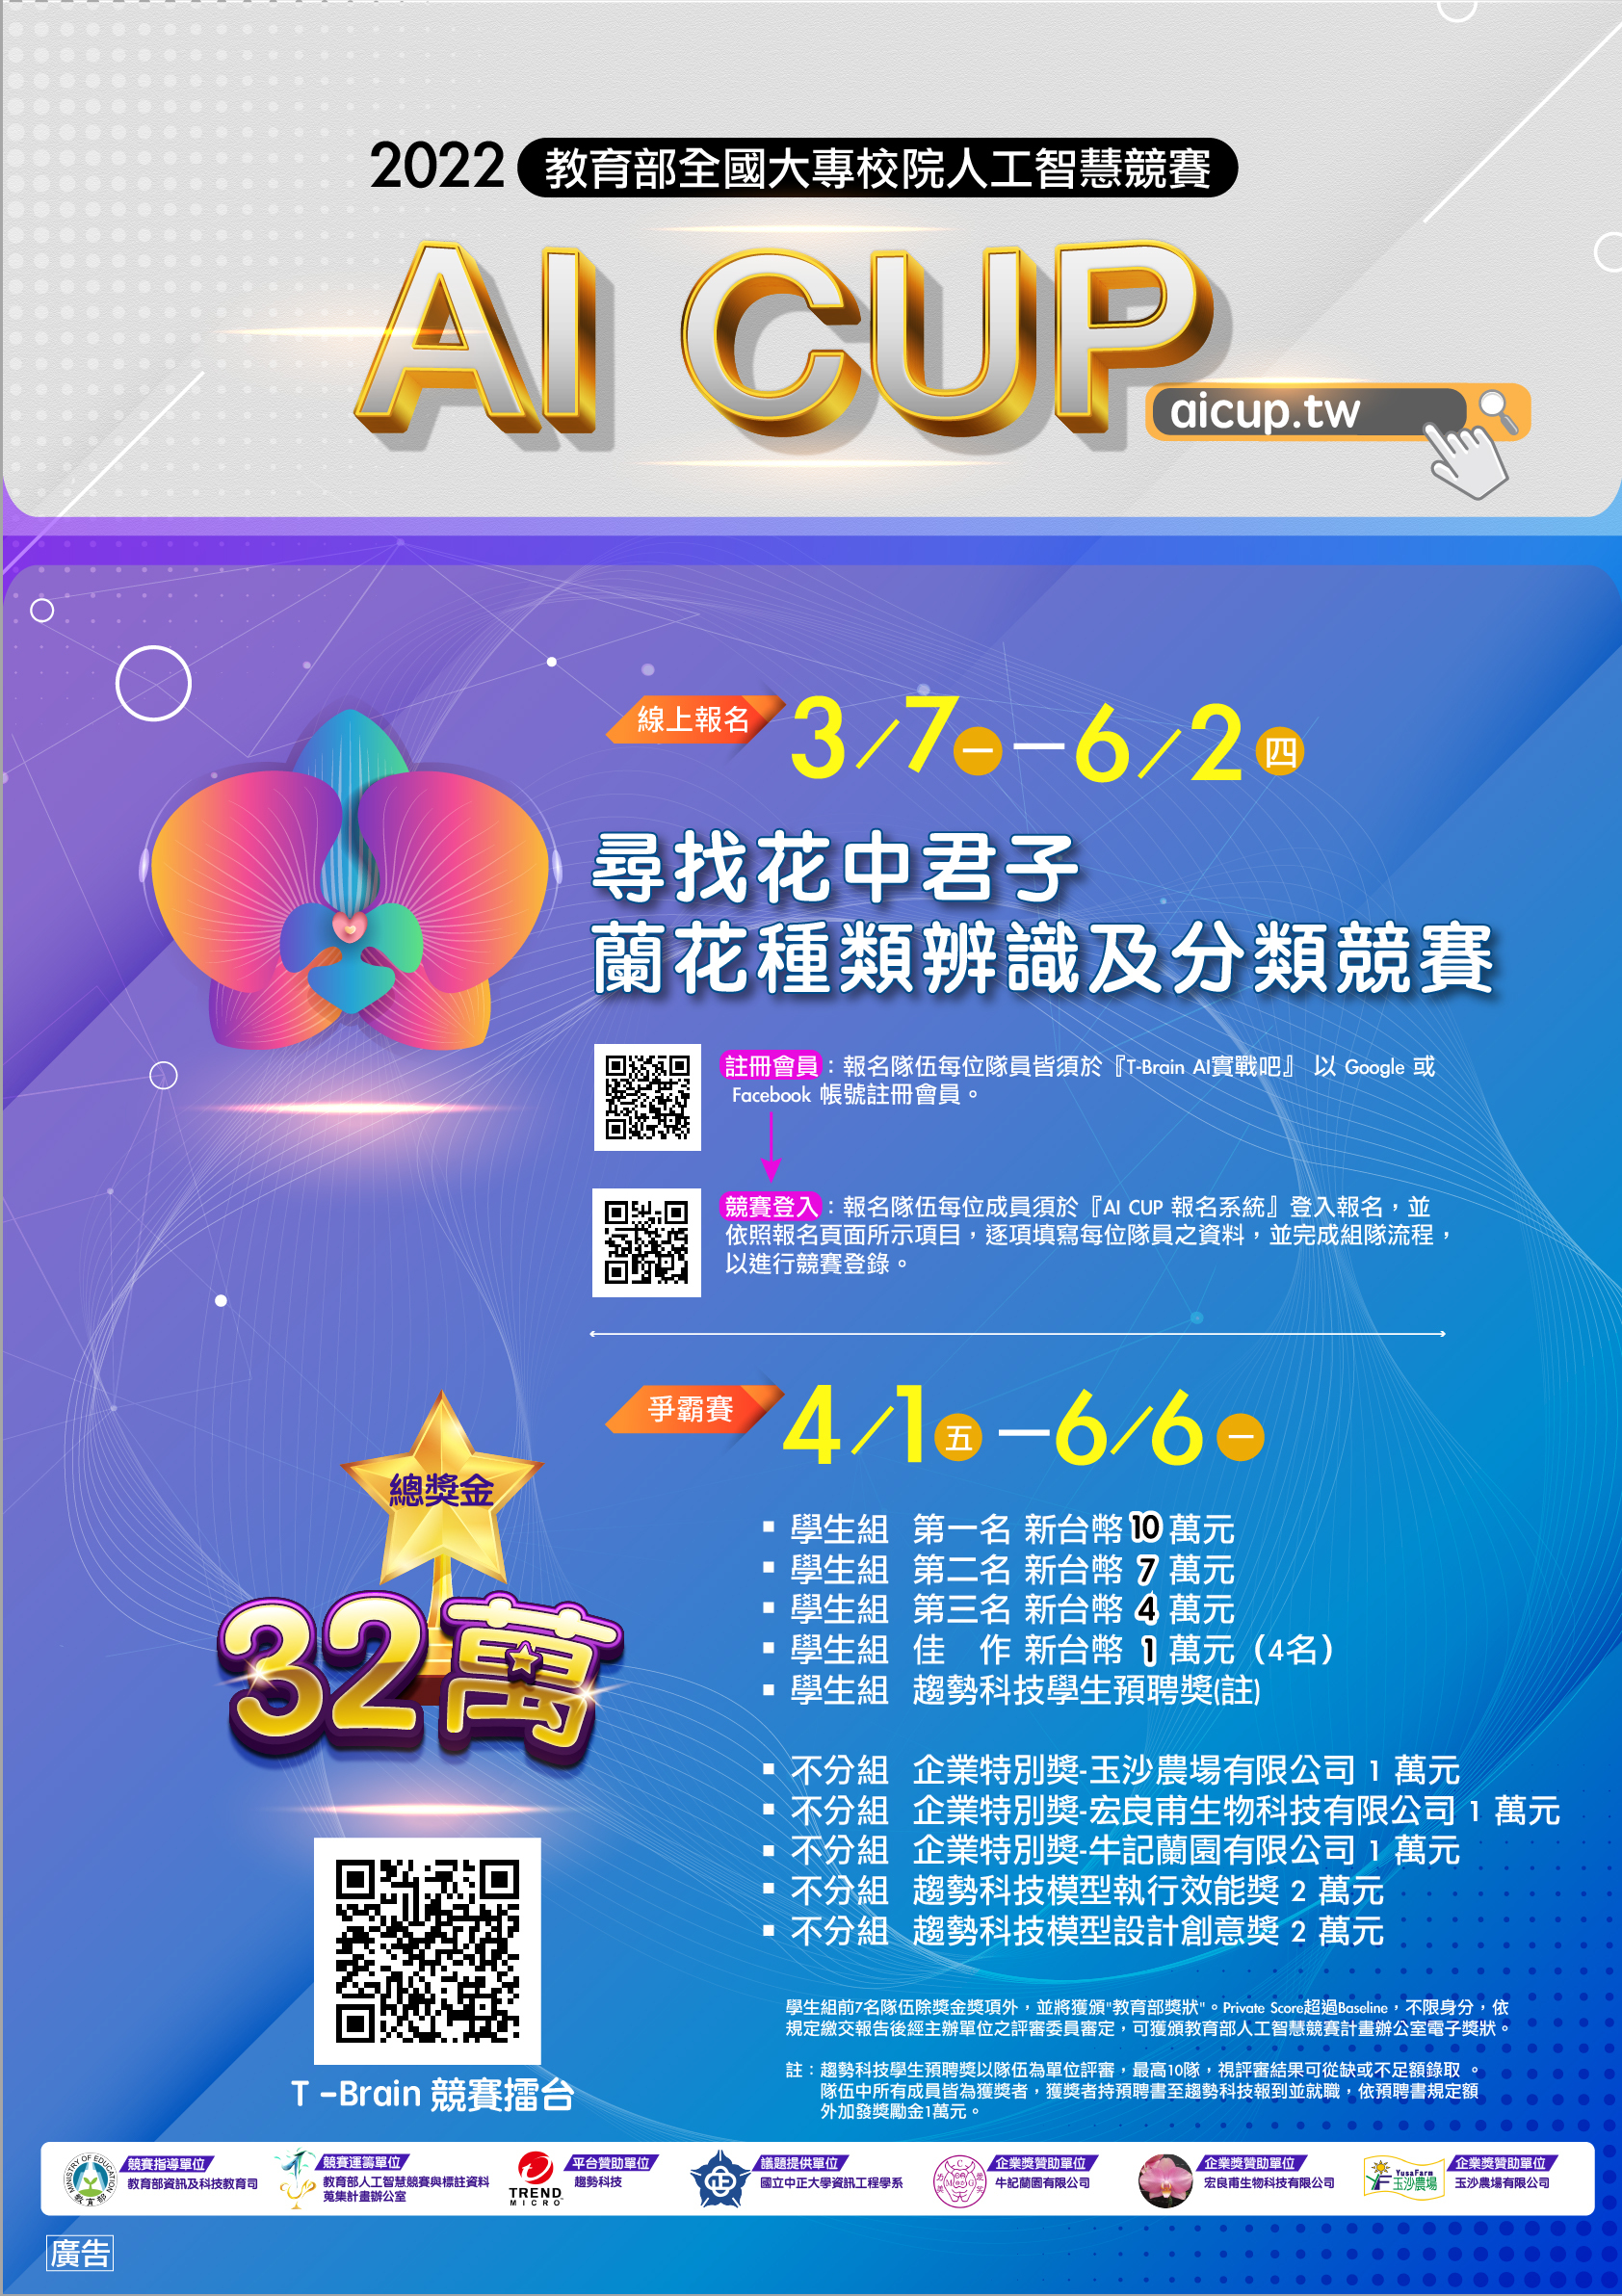 2022 教育部全國大專校院人工智慧競賽
AI CUP
aicup.tw
線上報名 3/7 一 — 6/2 四
尋找花中君子
蘭花種類辨識及分類競賽
註冊會員：報名隊伍每位隊員皆須於『T-Brain AI實戰吧』 以 Google 或
Facebook 帳號註冊會員。
競賽登入：報名隊伍每位成員須於『AI CUP 報名系統』登入報名，並
依照報名頁面所示項目，逐項填寫每位隊員之資料，並完成組隊流程，
以進行競賽登錄。
爭霸賽 4/1 五 — 6/6 一
總獎金
32萬
▪ 學生組 第一名 新台幣 10 萬元
▪ 學生組 第二名 新台幣 7 萬元
▪ 學生組 第三名 新台幣 4 萬元
▪ 學生組 佳 作 新台幣 1 萬元（4名）
▪ 學生組 趨勢科技學生預聘獎(註)
▪ 不分組 企業特別獎-玉沙農場有限公司 1 萬元
▪ 不分組 企業特別獎-宏良甫生物科技有限公司 1 萬元
▪ 不分組 企業特別獎-牛記蘭園有限公司 1 萬元
▪ 不分組 趨勢科技模型執行效能獎 2 萬元
▪ 不分組 趨勢科技模型設計創意獎 2 萬元
T -Brain 競賽擂台
學生組前7名隊伍除獎金獎項外，並將獲頒"教育部獎狀"。Private Score超過Baseline，不限身分，依
規定繳交報告後經主辦單位之評審委員審定，可獲頒教育部人工智慧競賽計畫辦公室電子獎狀。
註：趨勢科技學生預聘獎以隊伍為單位評審，最高10隊，視評審結果可從缺或不足額錄取 。
隊伍中所有成員皆為獲獎者，獲獎者持預聘書至趨勢科技報到並就職，依預聘書規定額
外加發獎勵金1萬元。
MINISTRY OF EDUCATION
教育部
競賽指導單位
教育部資訊及科技教育司
競賽運籌單位
教育部人工智慧競賽與標註資料
蒐集計畫辦公室
TREND
MICRO
平台贊助單位
趨勢科技
議題提供單位
國立中正大學資訊工程學系
企業獎贊助單位
牛記蘭園有限公司
企業獎贊助單位
宏良甫生物科技有限公司
YusaFarm
玉沙農場
企業獎贊助單位
玉沙農場有限公司
廣告